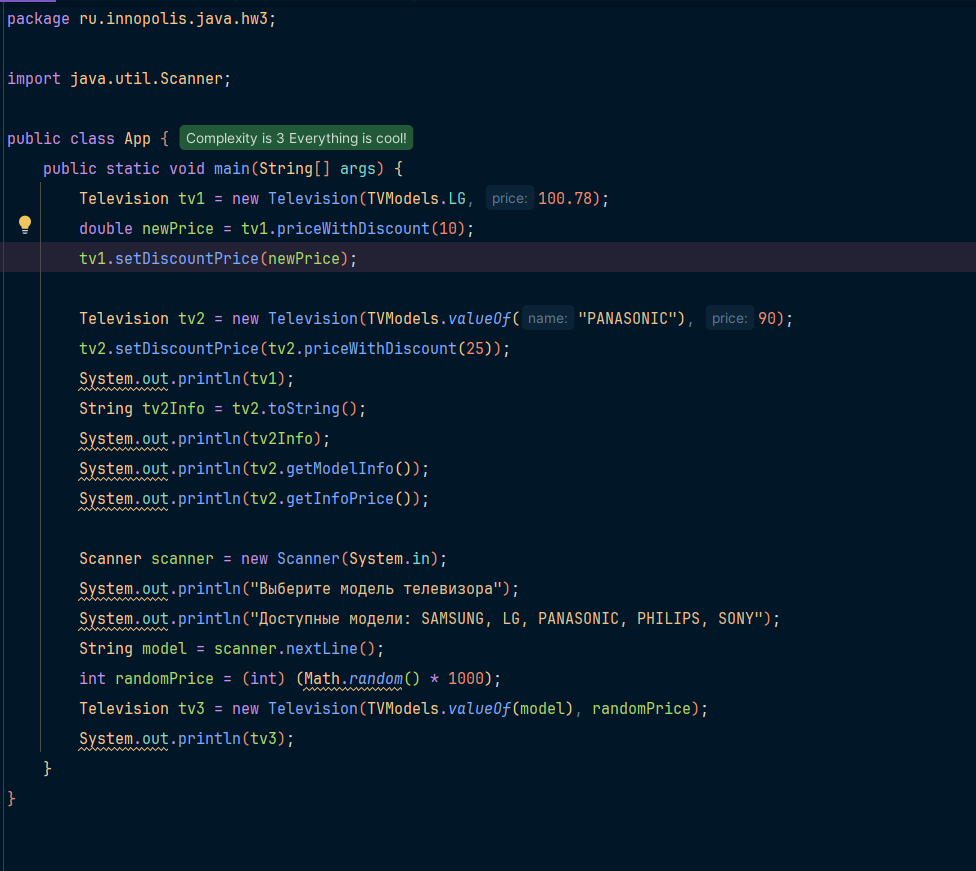 package ru.innopolis.java.hw3;
import java.util.Scanner;
public class App { Complexity is 3 Everything is cool!
public static void main(String[] args) {
Television tv1 = new Television(TVModels.LG, price: 100.78);
double newPrice = tv1.priceWithDiscount(10);
tv1.setDiscountPrice(newPrice);
Television tv2 = new Television(TVModels.valueOf( name: "PANASONIC"), price: 90);
tv2.setDiscountPrice(tv2.priceWithDiscount(25));
System.out.println(tv1);
String tv2Info = tv2.toString();
System.out.println(tv2Info);
System.out.println(tv2.getModelInfo());
System.out.println(tv2.getInfoPrice());
Scanner scanner = new Scanner(System.in);
System.out.println("Выберите модель телевизора");
System.out.println("Доступные модели: SAMSUNG, LG, PANASONIC, PHILIPS, SONY");
String model = scanner.nextLine();
int randomPrice = (int) (Math.random() * 1000);
Television tv3 = new Television(TVModels.valueOf(model), randomPrice);
System.out.println(tv3);
}
}